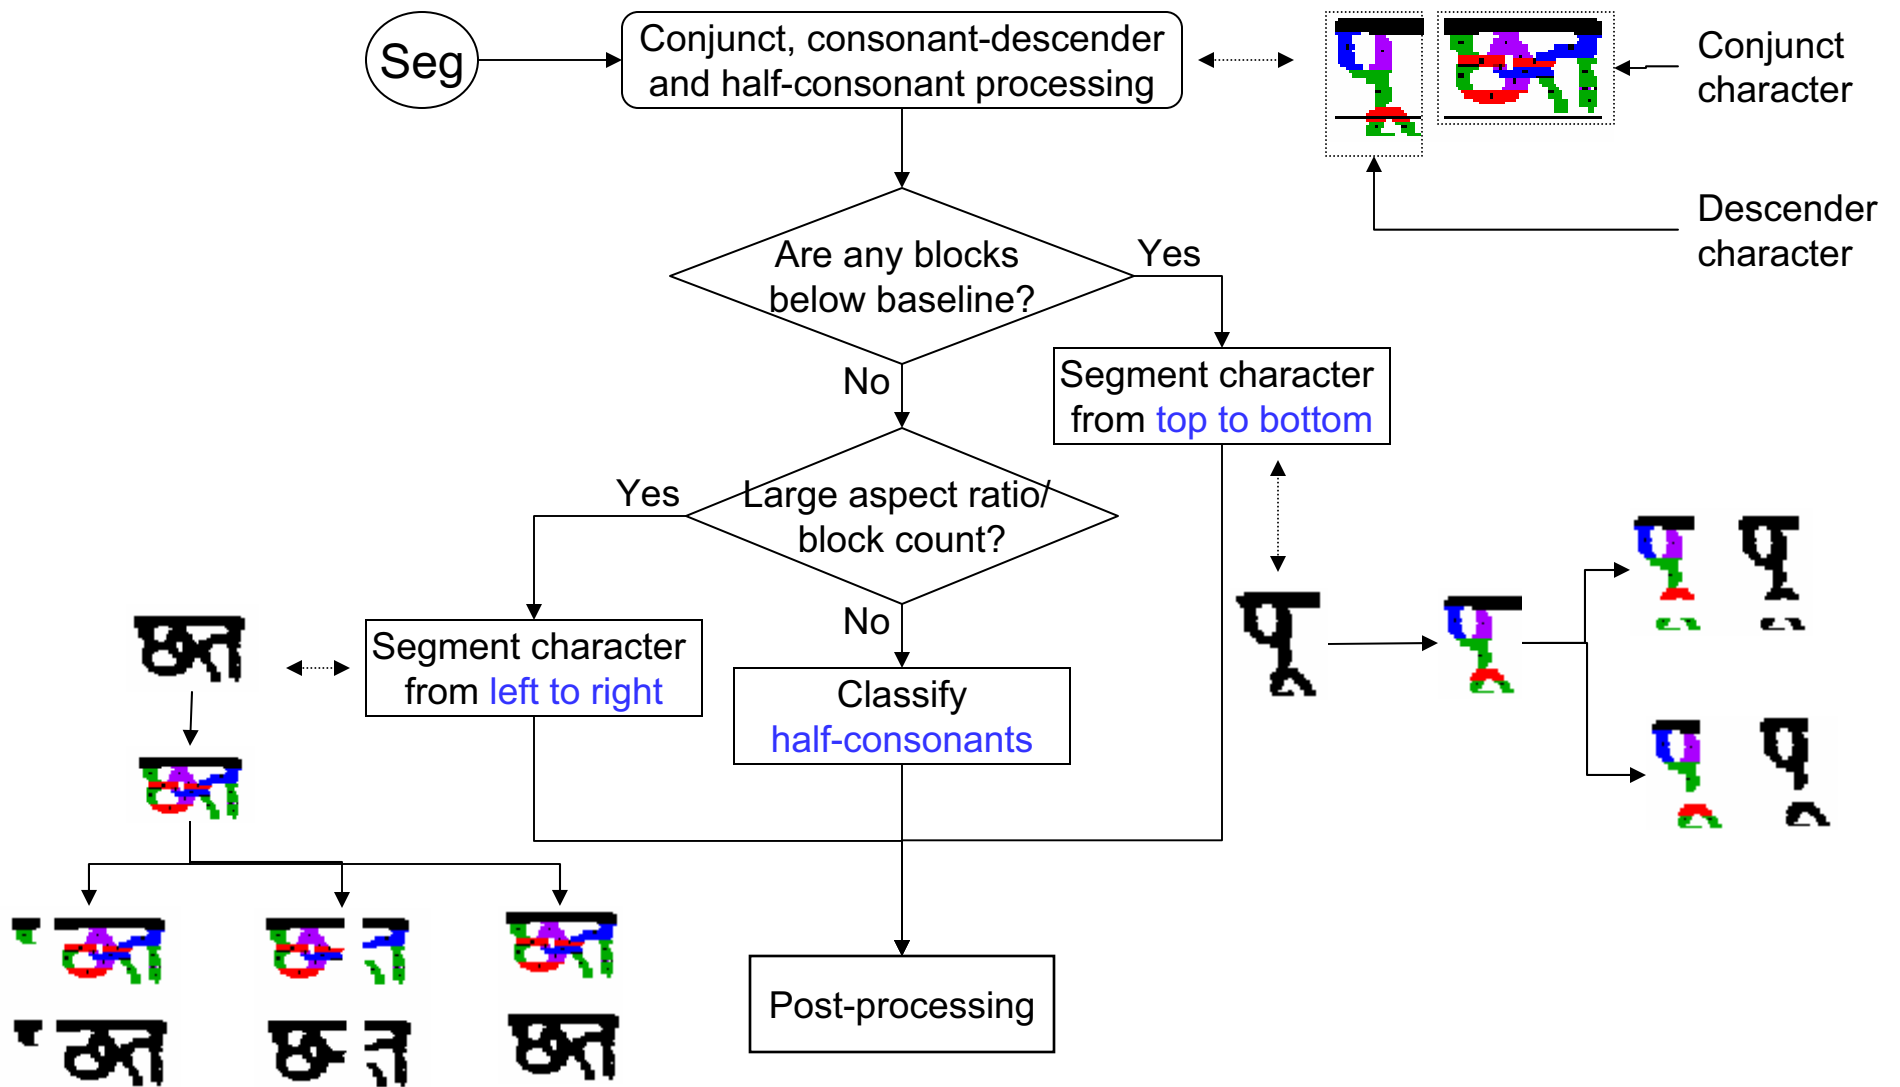 Seg
Conjunct, consonant-descender
and half-consonant processing
Conjunct
character
Descender
character
Are any blocks
below baseline?
Yes
No
Segment character
from top to bottom
Large aspect ratio/
block count?
Yes
No
Segment character
from left to right
Classify
half-consonants
Post-processing